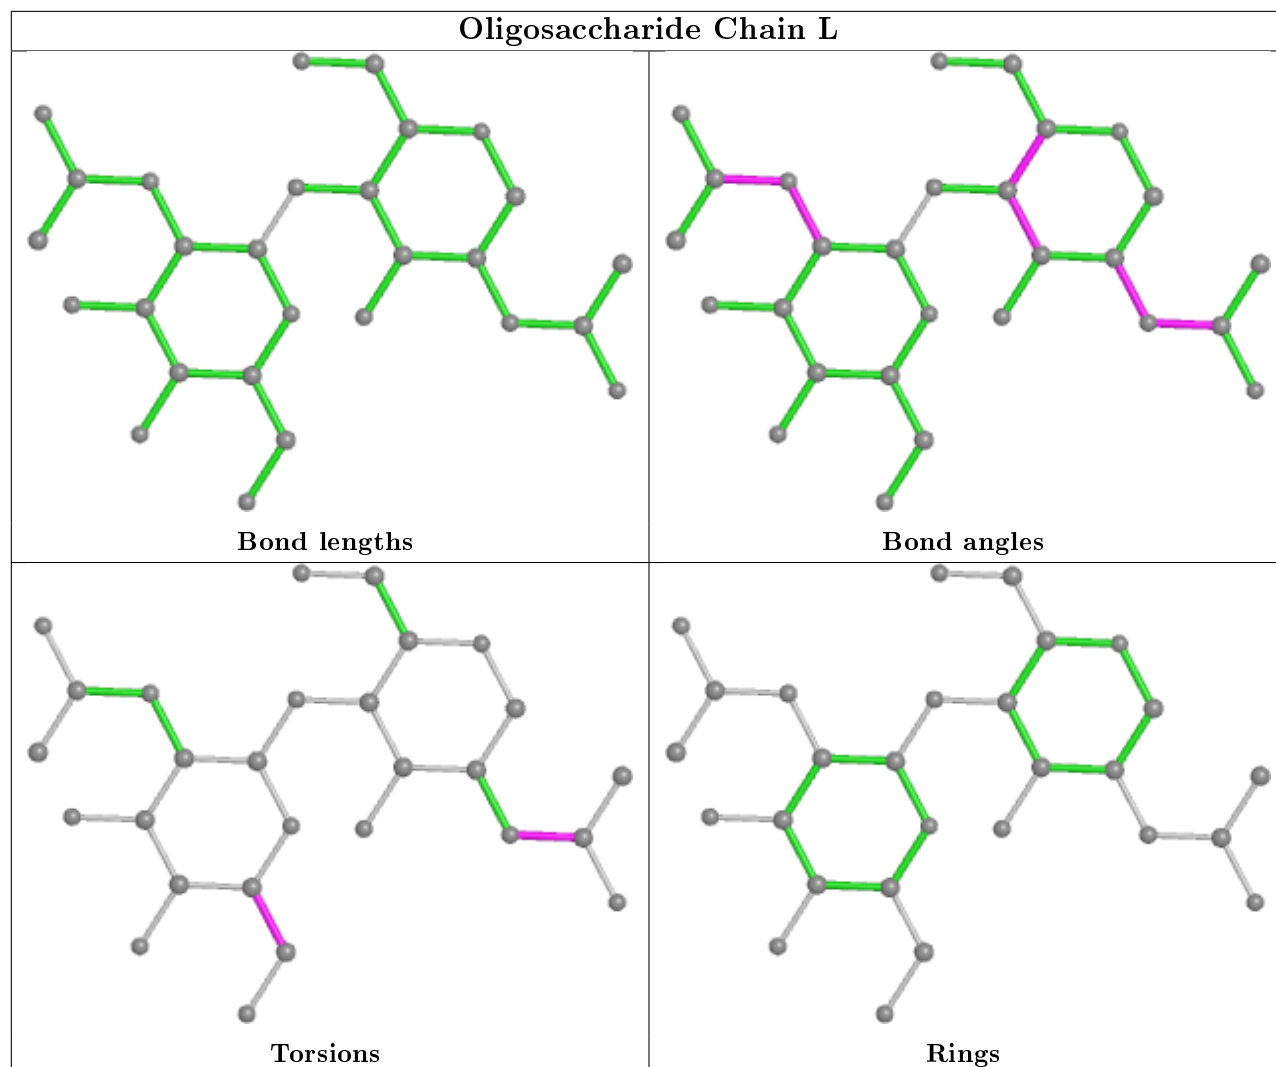 Oligosaccharide Chain L
Bond lengths
Bond angles
Torsions
Rings